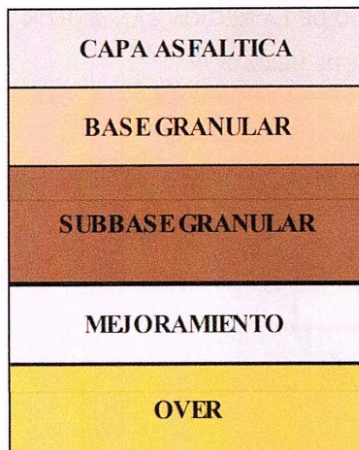 CAPA ASFALTICA
BASE GRANULAR
SUBBASE GRANULAR
MEJORAMIENTO
OVER